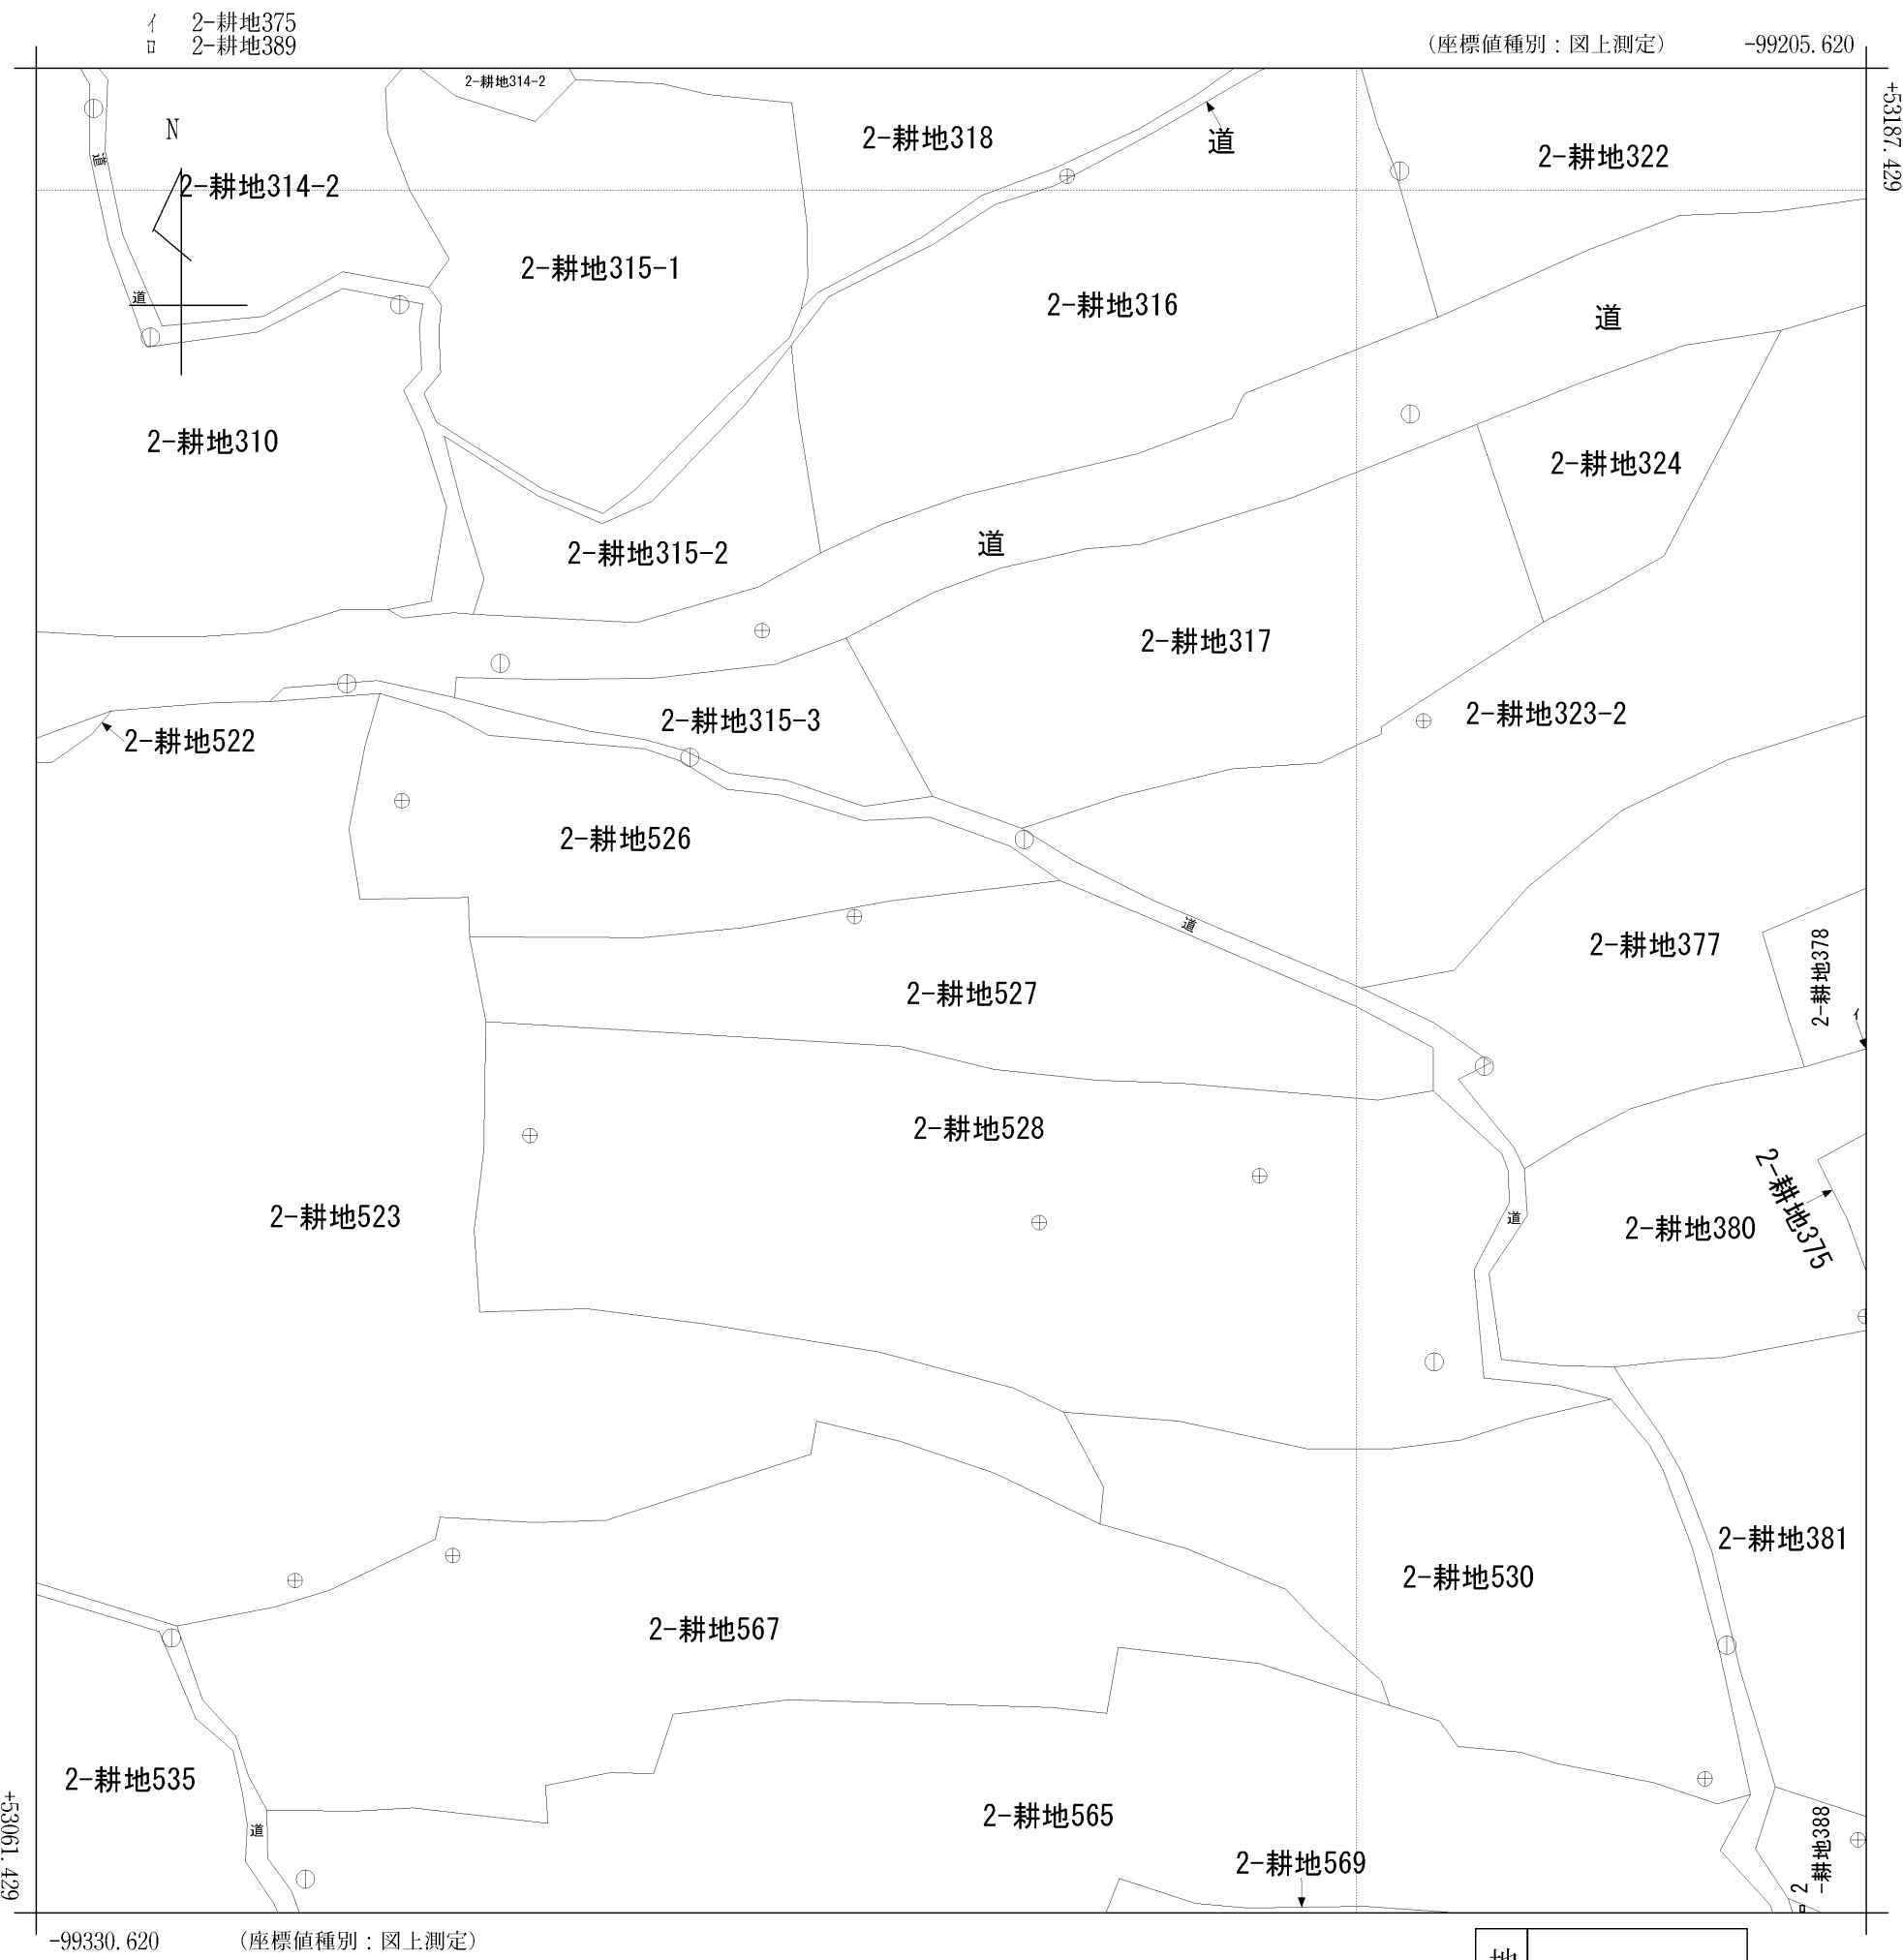 イ 2-耕地375
ロ 2-耕地389
(座標値種別：図上測定) -99205.620
+53187.429
2-耕地314-2
2-耕地318
道
2-耕地322
N
道
2-耕地314-2
2-耕地315-1
道
2-耕地316
道
2-耕地310
2-耕地324
2-耕地315-2
道
2-耕地317
2-耕地323-2
2-耕地315-3
2-耕地522
2-耕地526
道
2-耕地377
2-耕地378
2-耕地527
イ
2-耕地528
2-耕地375
2-耕地523
道
2-耕地380
2-耕地381
2-耕地530
2-耕地567
2-耕地535
2-耕地565
道
2-耕地388
2-耕地569
ロ
+53061.429
-99330.620 (座標値種別：図上測定)
地